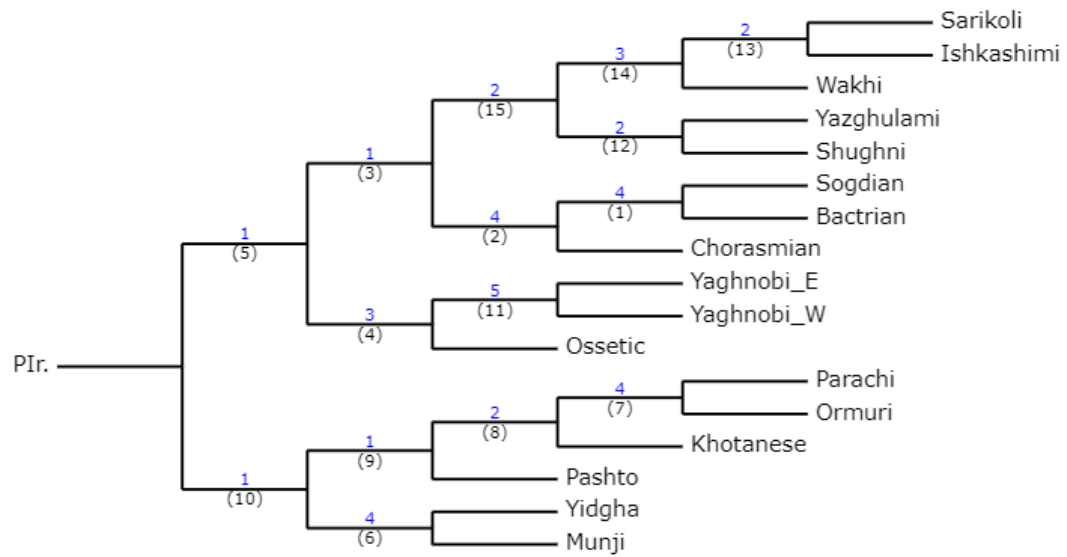 Sarikoli
2
(13)
Ishkashimi
3
(14)
Wakhi
2
(15)
Yazghulami
2
(12)
Shughni
1
(3)
Sogdian
4
(1)
Bactrian
4
(2)
Chorasmian
1
(5)
Yaghnobi_E
5
(11)
Yaghnobi_W
3
(4)
Ossetic
PIr.
Parachi
4
(7)
Ormuri
2
(8)
Khotanese
1
(9)
Pashto
1
(10)
Yidgha
4
(6)
Munji